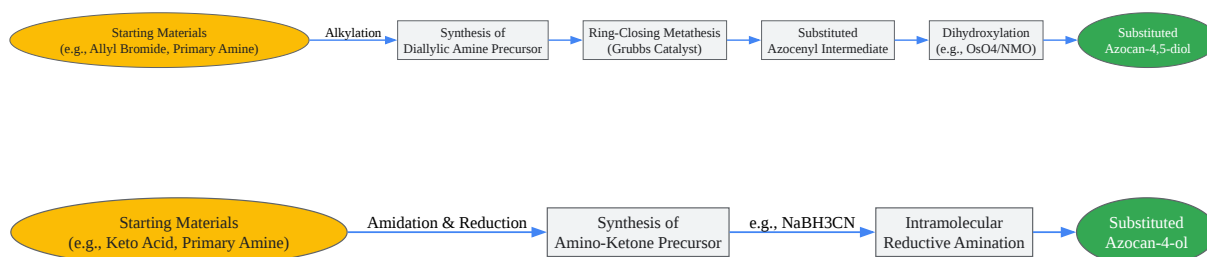 Starting Materials
(e.g., Allyl Bromide, Primary Amine)
Alkylation
Synthesis of
Diallylic Amine Precursor
Ring-Closing Metathesis
(Grubbs Catalyst)
Substituted
Azocenyl Intermediate
Dihydroxylation
(e.g., OsO4/NMO)
Substituted
Azocan-4,5-diol
Starting Materials
(e.g., Keto Acid, Primary Amine)
Amidation & Reduction
Synthesis of
Amino-Ketone Precursor
e.g., NaBH3CN
Intramolecular
Reductive Amination
Substituted
Azocan-4-ol